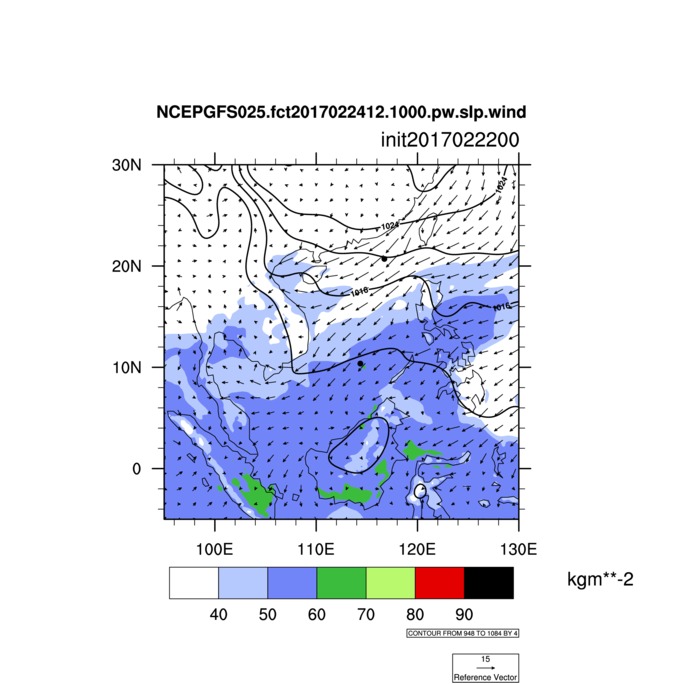 NCEPGFS025.fct2017022412.1000.pw.slp.wind
init2017022200
30N
1024
1024
20N
1016
1016
10N
0
100E
110E
120E
130E
kgm**-2
40
50
60
70
80
90
CONTOUR FROM 948 TO 1084 BY 4
15
Reference Vector